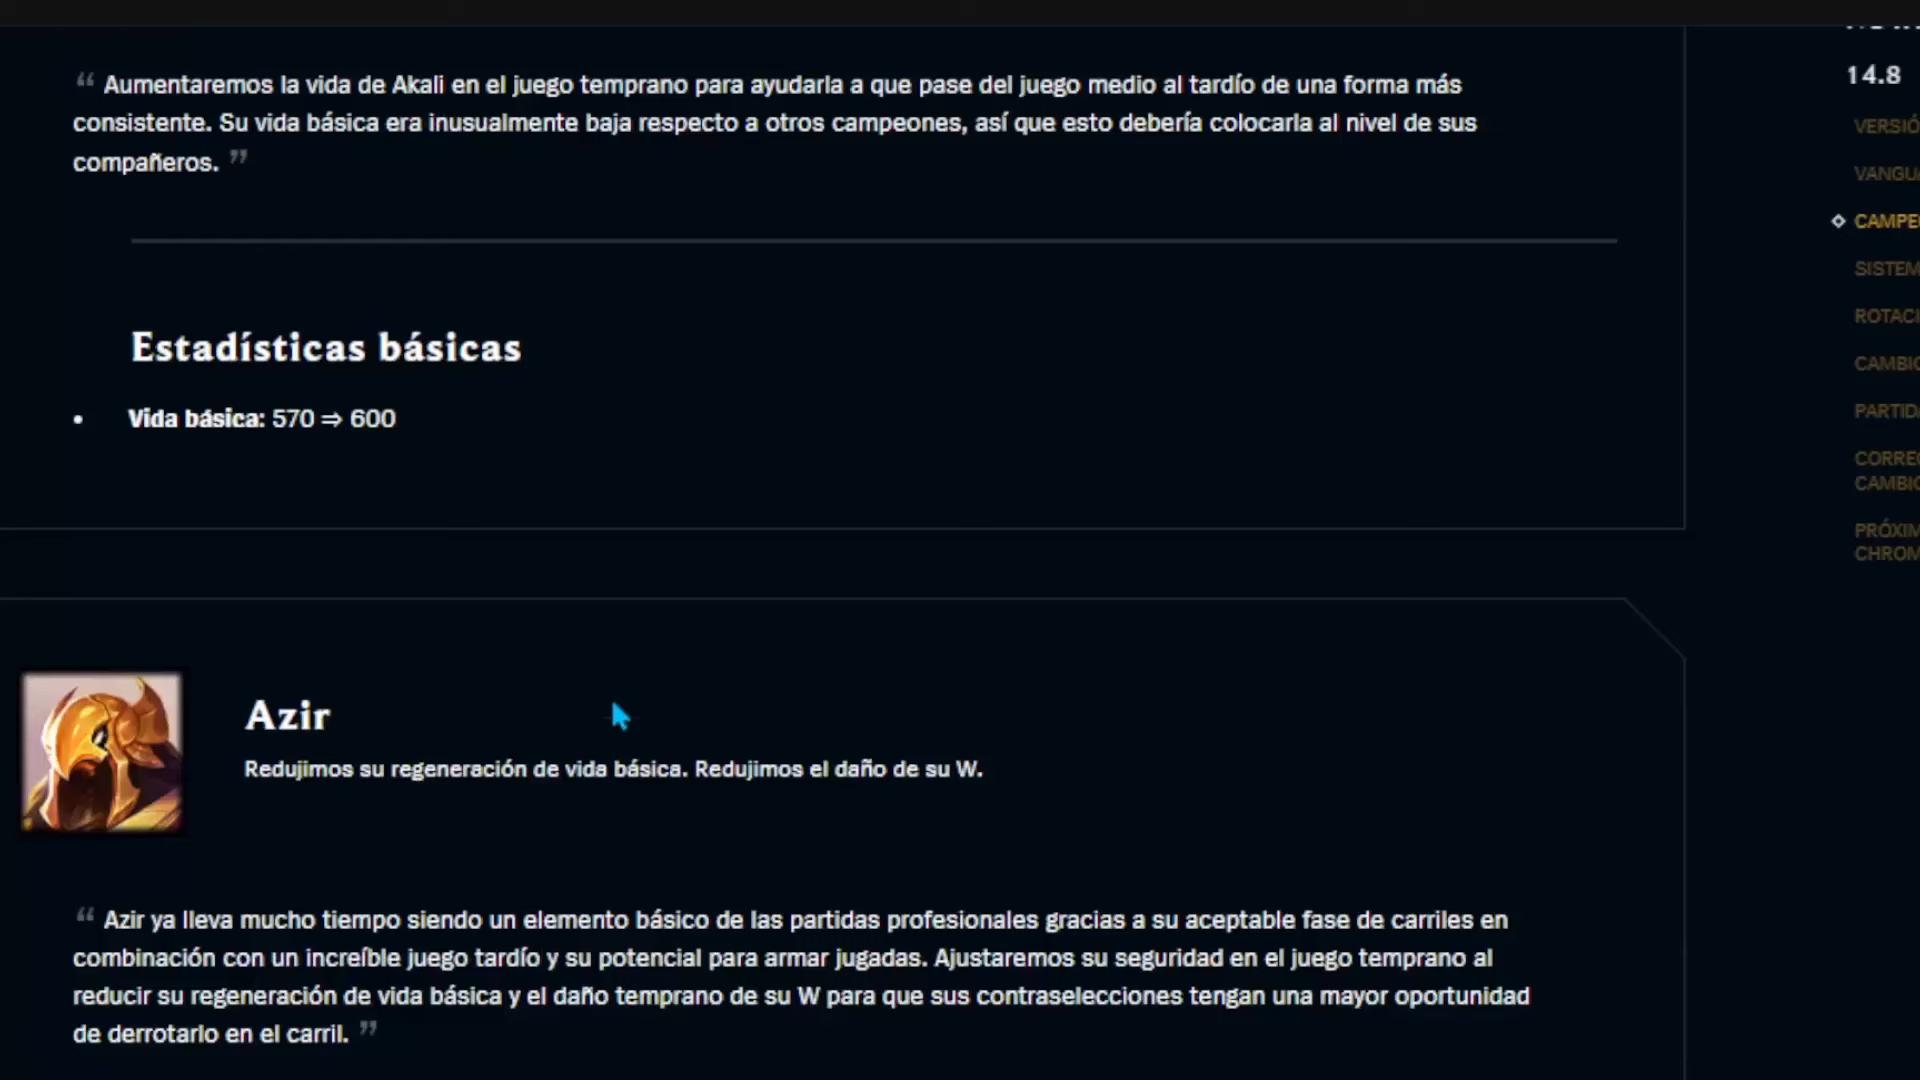 “ Aumentaremos la vida de Akali en el juego temprano para ayudarla a que pase del juego medio al tardío de una forma más
consistente. Su vida básica era inusualmente baja respecto a otros campeones, así que esto debería colocarla al nivel de sus
compañeros. ”
Estadísticas básicas
• Vida básica: 570 ⇒ 600
Azir
Redujimos su regeneración de vida básica. Redujimos el daño de su W.
“ Azir ya lleva mucho tiempo siendo un elemento básico de las partidas profesionales gracias a su aceptable fase de carriles en
combinación con un increíble juego tardío y su potencial para armar jugadas. Ajustaremos su seguridad en el juego temprano al
reducir su regeneración de vida básica y el daño temprano de su W para que sus contraselecciones tengan una mayor oportunidad
de derrotarlo en el carril. ”
14.8
VERSIÓ
VANGUA
CAMPE
SISTEM
ROTACI
CAMBIO
PARTIDA
CORREC
CAMBIO
PRÓXIM
CHROM